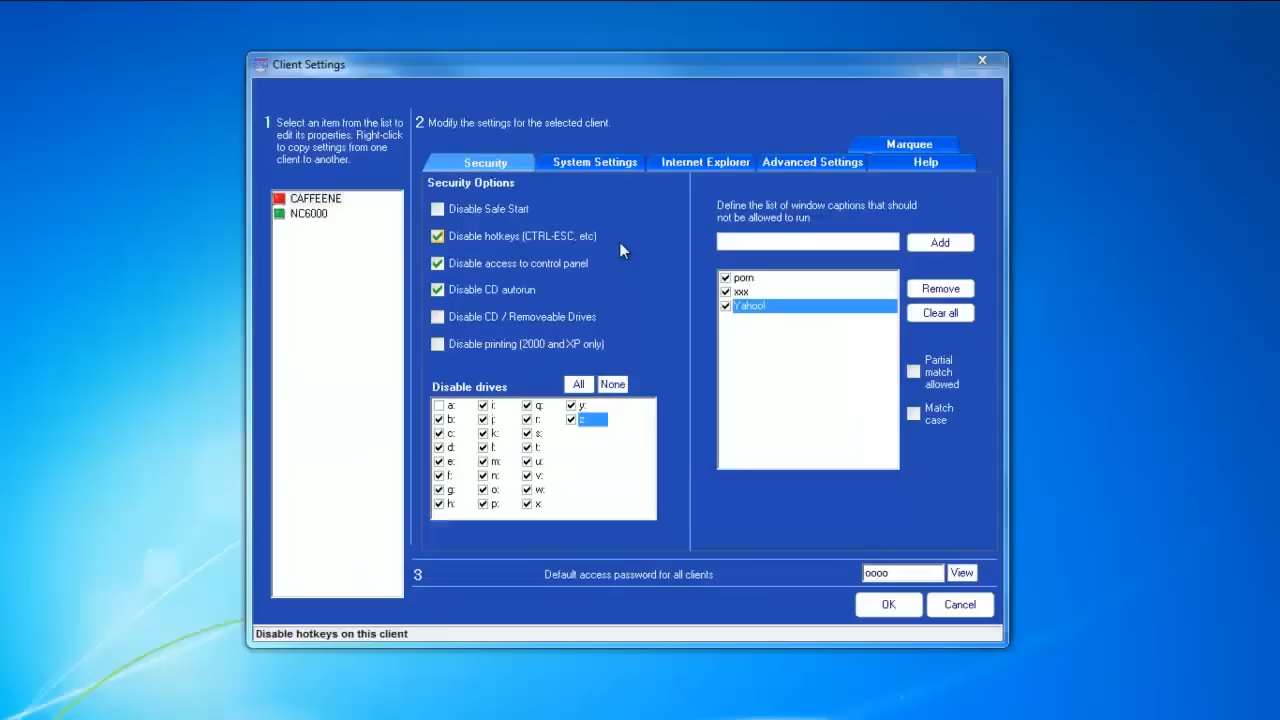 Client Settings
1 Select an item from the list to
edit its properties. Right-click
to copy settings from one
client to another.
CAFFEENE
NC6000
2 Modify the settings for the selected client.
Marquee
Security System Settings Internet Explorer Advanced Settings Help
Security Options
Disable Safe Start
Disable hotkeys (CTRL-ESC, etc)
Disable access to control panel
Disable CD autorun
Disable CD / Removeable Drives
Disable printing (2000 and XP only)
Disable drives All None
a: i: q: y:
b: j: r: z:
c: k: s:
d: l: t:
e: m: u:
f: n: v:
g: o: w:
h: p: x:
Define the list of window captions that should
not be allowed to run
Add
porn
xxx
Yahoo!
Remove
Clear all
Partial
match
allowed
Match
case
3 Default access password for all clients oooo View
OK Cancel
Disable hotkeys on this client